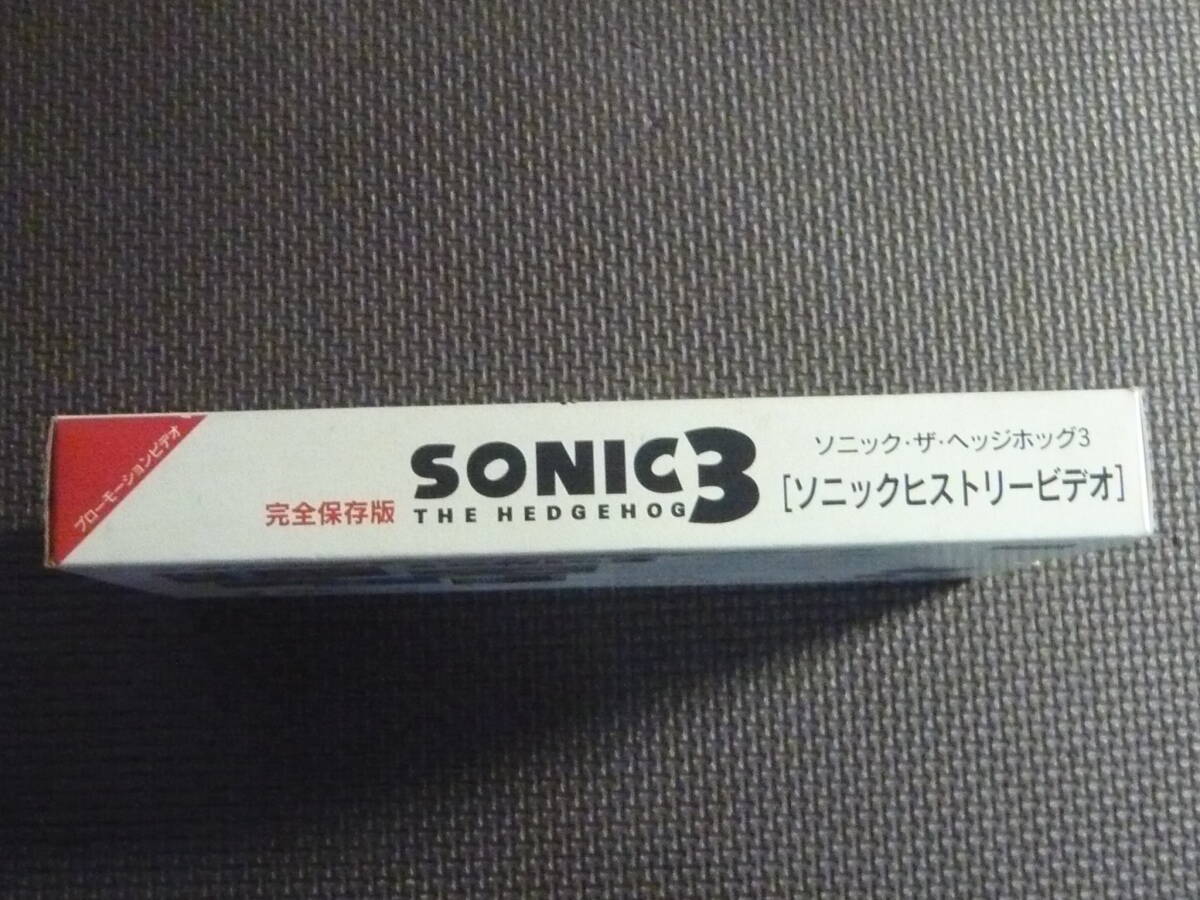 プローモーションビデオ
完全保存版
SONIC 3
THE HEDGEHOG
ソニック・ザ・ヘッジホッグ3
[ソニックヒストリービデオ]